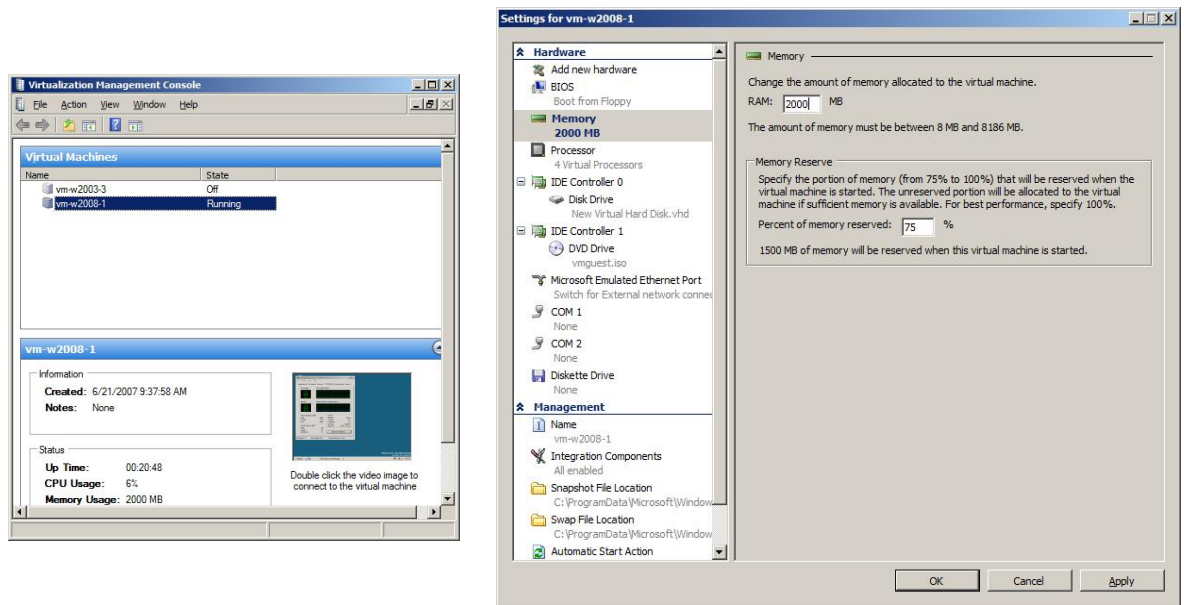 Virtualization Management Console
File Action View Window Help
Virtual Machines
Name State
vm-w2003-3 Off
vm-w2008-1 Running
vm-w2008-1
Information
Created: 6/21/2007 9:37:58 AM
Notes: None
Status
Up Time: 00:20:48
CPU Usage: 6%
Memory Usage: 2000 MB
Double click the video image to
connect to the virtual machine
Settings for vm-w2008-1
Hardware
Add new hardware
BIOS
Boot from Floppy
Memory
2000 MB
Processor
4 Virtual Processors
IDE Controller 0
Disk Drive
New Virtual Hard Disk.vhd
IDE Controller 1
DVD Drive
vmguest.iso
Microsoft Emulated Ethernet Port
Switch for External network connec
COM 1
None
COM 2
None
Diskette Drive
None
Management
Name
vm-w2008-1
Integration Components
All enabled
Snapshot File Location
C:\ProgramData\Microsoft\Window
Swap File Location
C:\ProgramData\Microsoft\Window
Automatic Start Action
Memory
Change the amount of memory allocated to the virtual machine.
RAM: 2000 MB
The amount of memory must be between 8 MB and 8186 MB.
Memory Reserve
Specify the portion of memory (from 75% to 100%) that will be reserved when the
virtual machine is started. The unreserved portion will be allocated to the virtual
machine if sufficient memory is available. For best performance, specify 100%.
Percent of memory reserved: 75 %
1500 MB of memory will be reserved when this virtual machine is started.
OK Cancel Apply